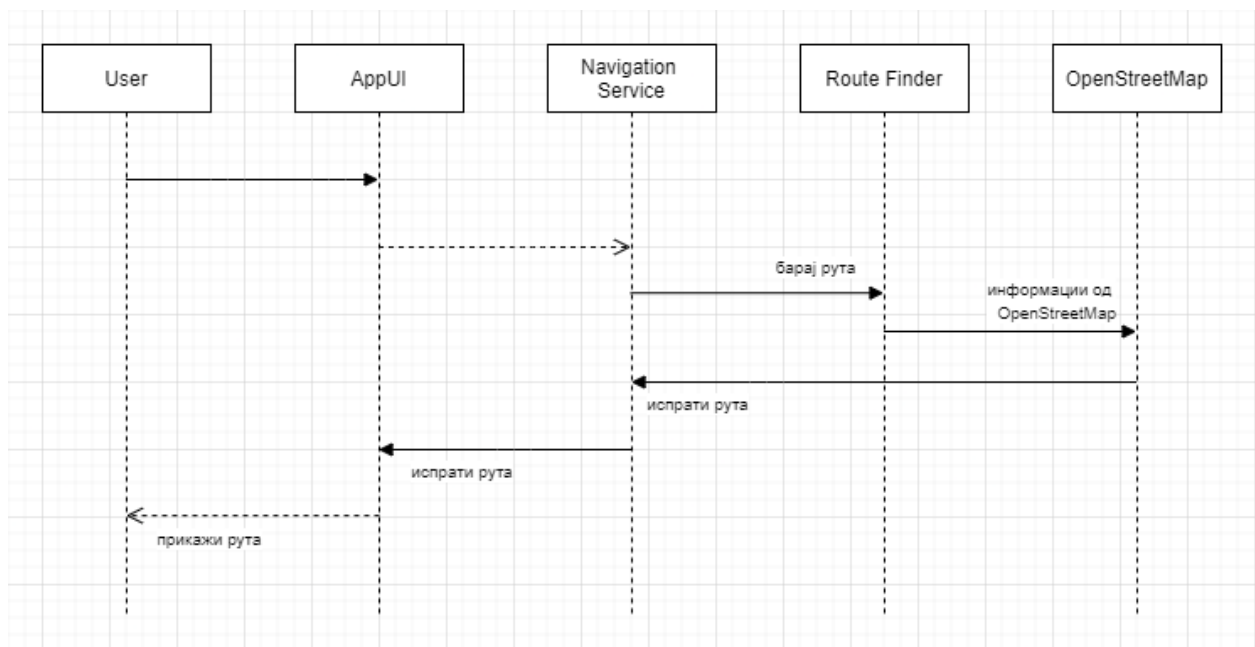 User
AppUI
Navigation
Service
Route Finder
OpenStreetMap
барај рута
информации од
OpenStreetMap
испрати рута
испрати рута
прикажи рута